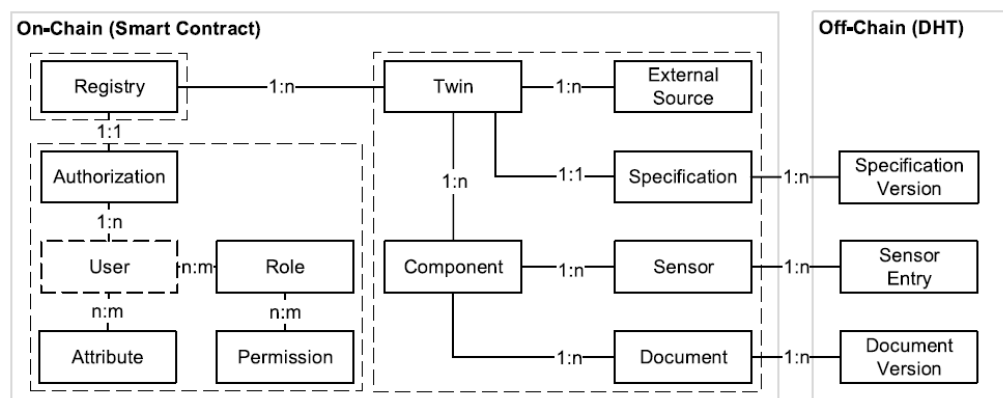 On-Chain (Smart Contract)
Off-Chain (DHT)
Registry
1:n
Twin
1:n
External
Source
1:1
Authorization
1:n
1:1
Specification
1:n
Specification
Version
1:n
User
n:m
Role
Component
1:n
Sensor
1:n
Sensor
Entry
n:m
n:m
Attribute
Permission
1:n
Document
1:n
Document
Version